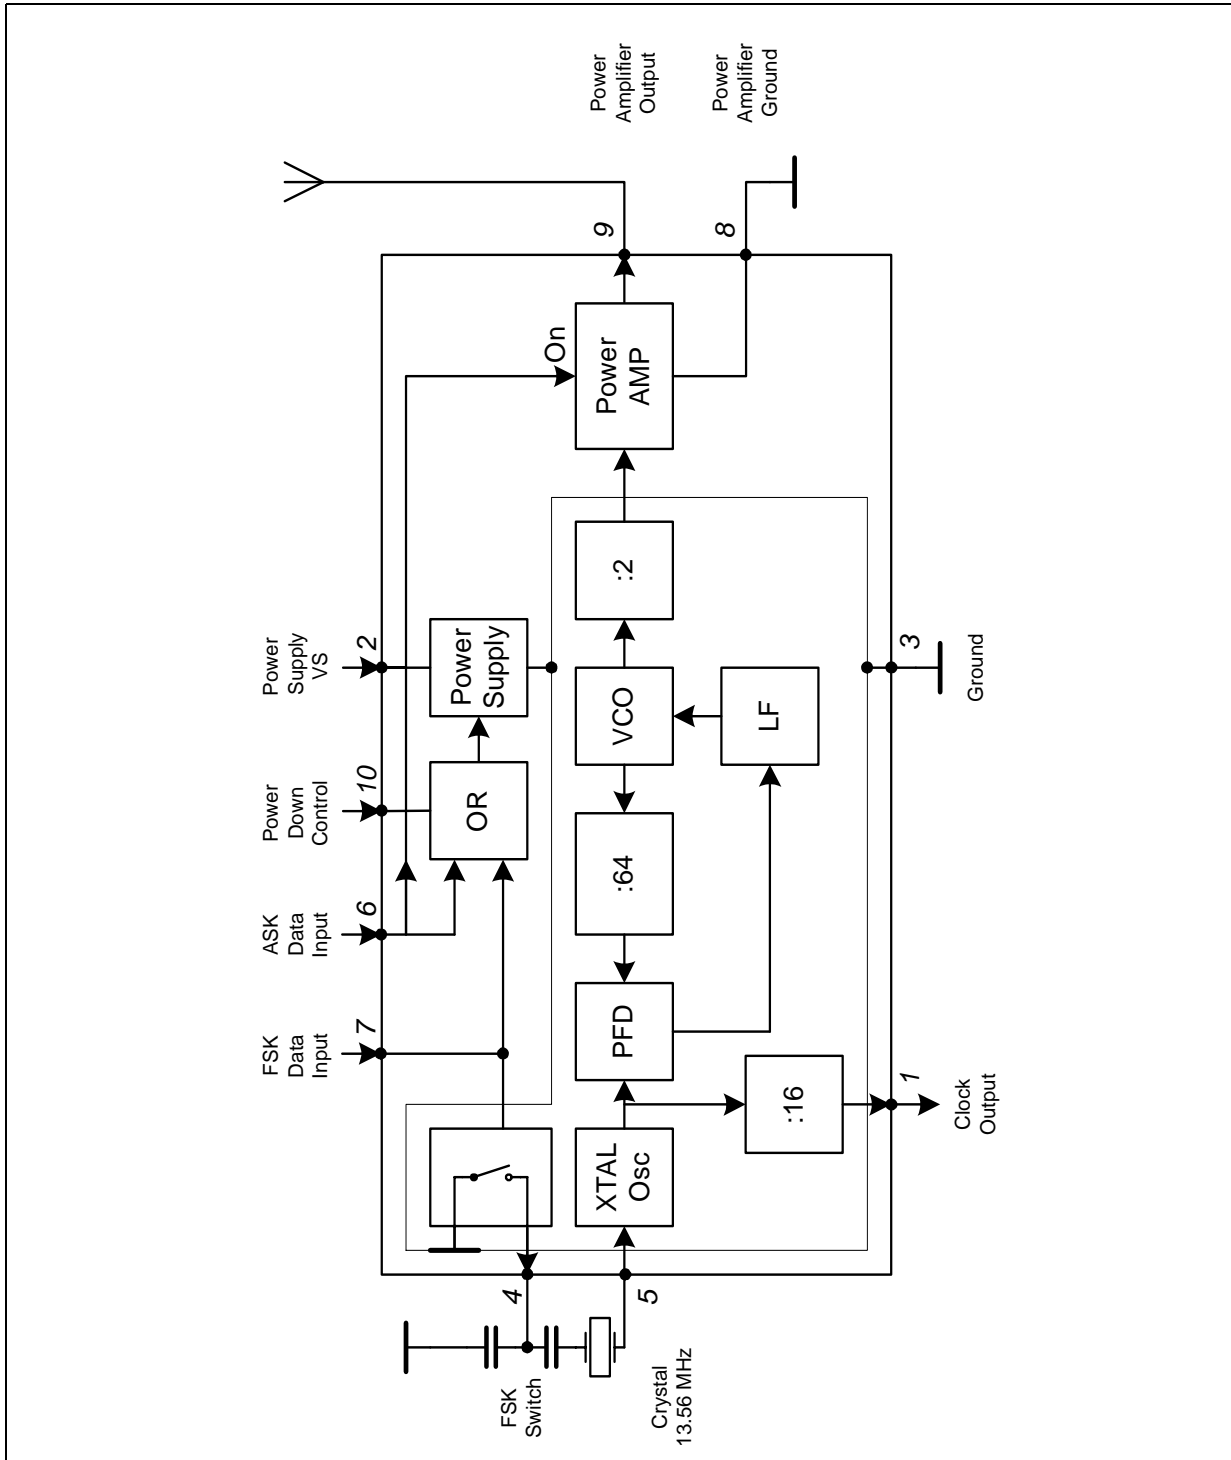 FSK
Data
Input
7
ASK
Data
Input
6
Power
Down
Control
10
Power
Supply
VS
2
OR
Power
Supply
On
FSK
Switch
4
Crystal
13.56 MHz
5
XTAL
Osc
PFD
:64
VCO
:2
Power
AMP
9
Power
Amplifier
Output
8
Power
Amplifier
Ground
:16
LF
1
Clock
Output
3
Ground